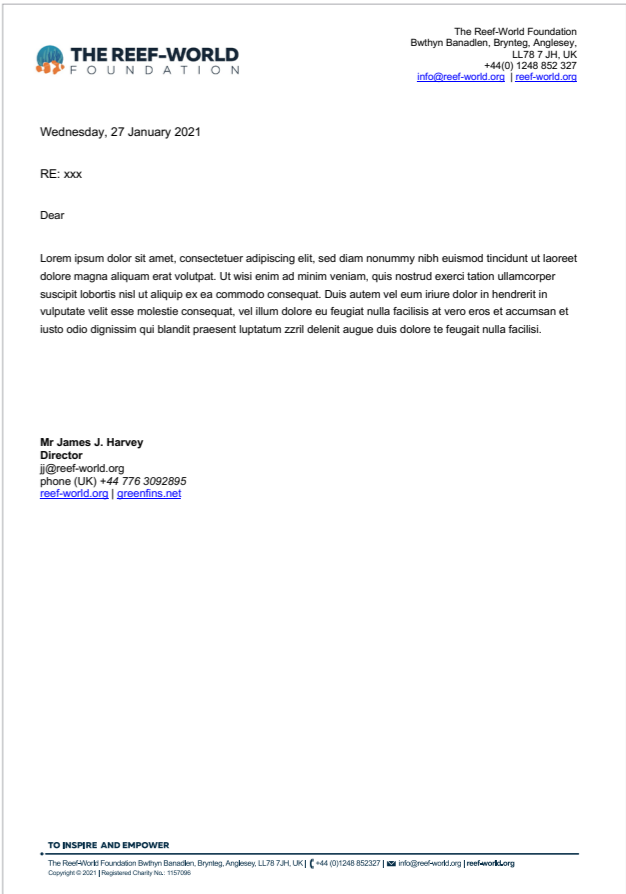 THE REEF-WORLD
FOUNDATION
The Reef-World Foundation
Bwthyn Banadlen, Brynteg, Anglesey,
LL78 7 JH, UK
+44(0) 1248 852 327
info@reef-world.org | reef-world.org
Wednesday, 27 January 2021
RE: xxx
Dear
Lorem ipsum dolor sit amet, consectetuer adipiscing elit, sed diam nonummy nibh euismod tincidunt ut laoreet
dolore magna aliquam erat volutpat. Ut wisi enim ad minim veniam, quis nostrud exerci tation ullamcorper
suscipit lobortis nisl ut aliquip ex ea commodo consequat. Duis autem vel eum iriure dolor in hendrerit in
vulputate velit esse molestie consequat, vel illum dolore eu feugiat nulla facilisis at vero eros et accumsan et
iusto odio dignissim qui blandit praesent luptatum zzril delenit augue duis dolore te feugait nulla facilisi.
Mr James J. Harvey
Director
jj@reef-world.org
phone (UK) +44 776 3092895
reef-world.org | greenfins.net
TO INSPIRE AND EMPOWER
The Reef-World Foundation Bwthyn Banadlen, Brynteg, Anglesey, LL78 7JH, UK | +44 (0)1248 852327 | info@reef-world.org | reef-world.org
Copyright © 2021 | Registered Charity No.: 1157096